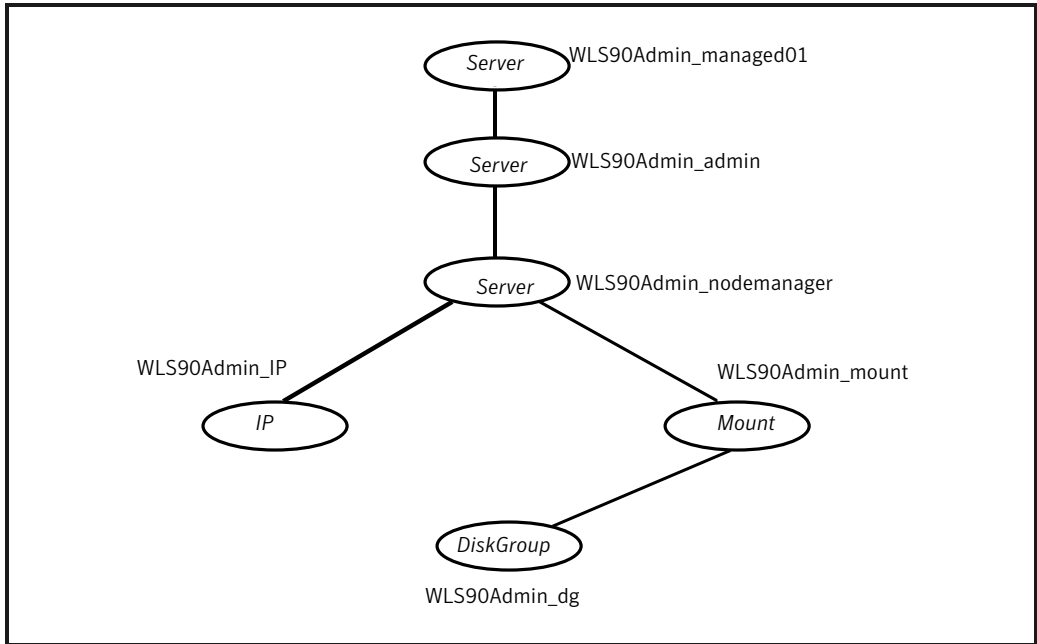 Server
WLS90Admin_managed01
Server
WLS90Admin_admin
Server
WLS90Admin_nodemanager
WLS90Admin_IP
WLS90Admin_mount
IP
Mount
DiskGroup
WLS90Admin_dg